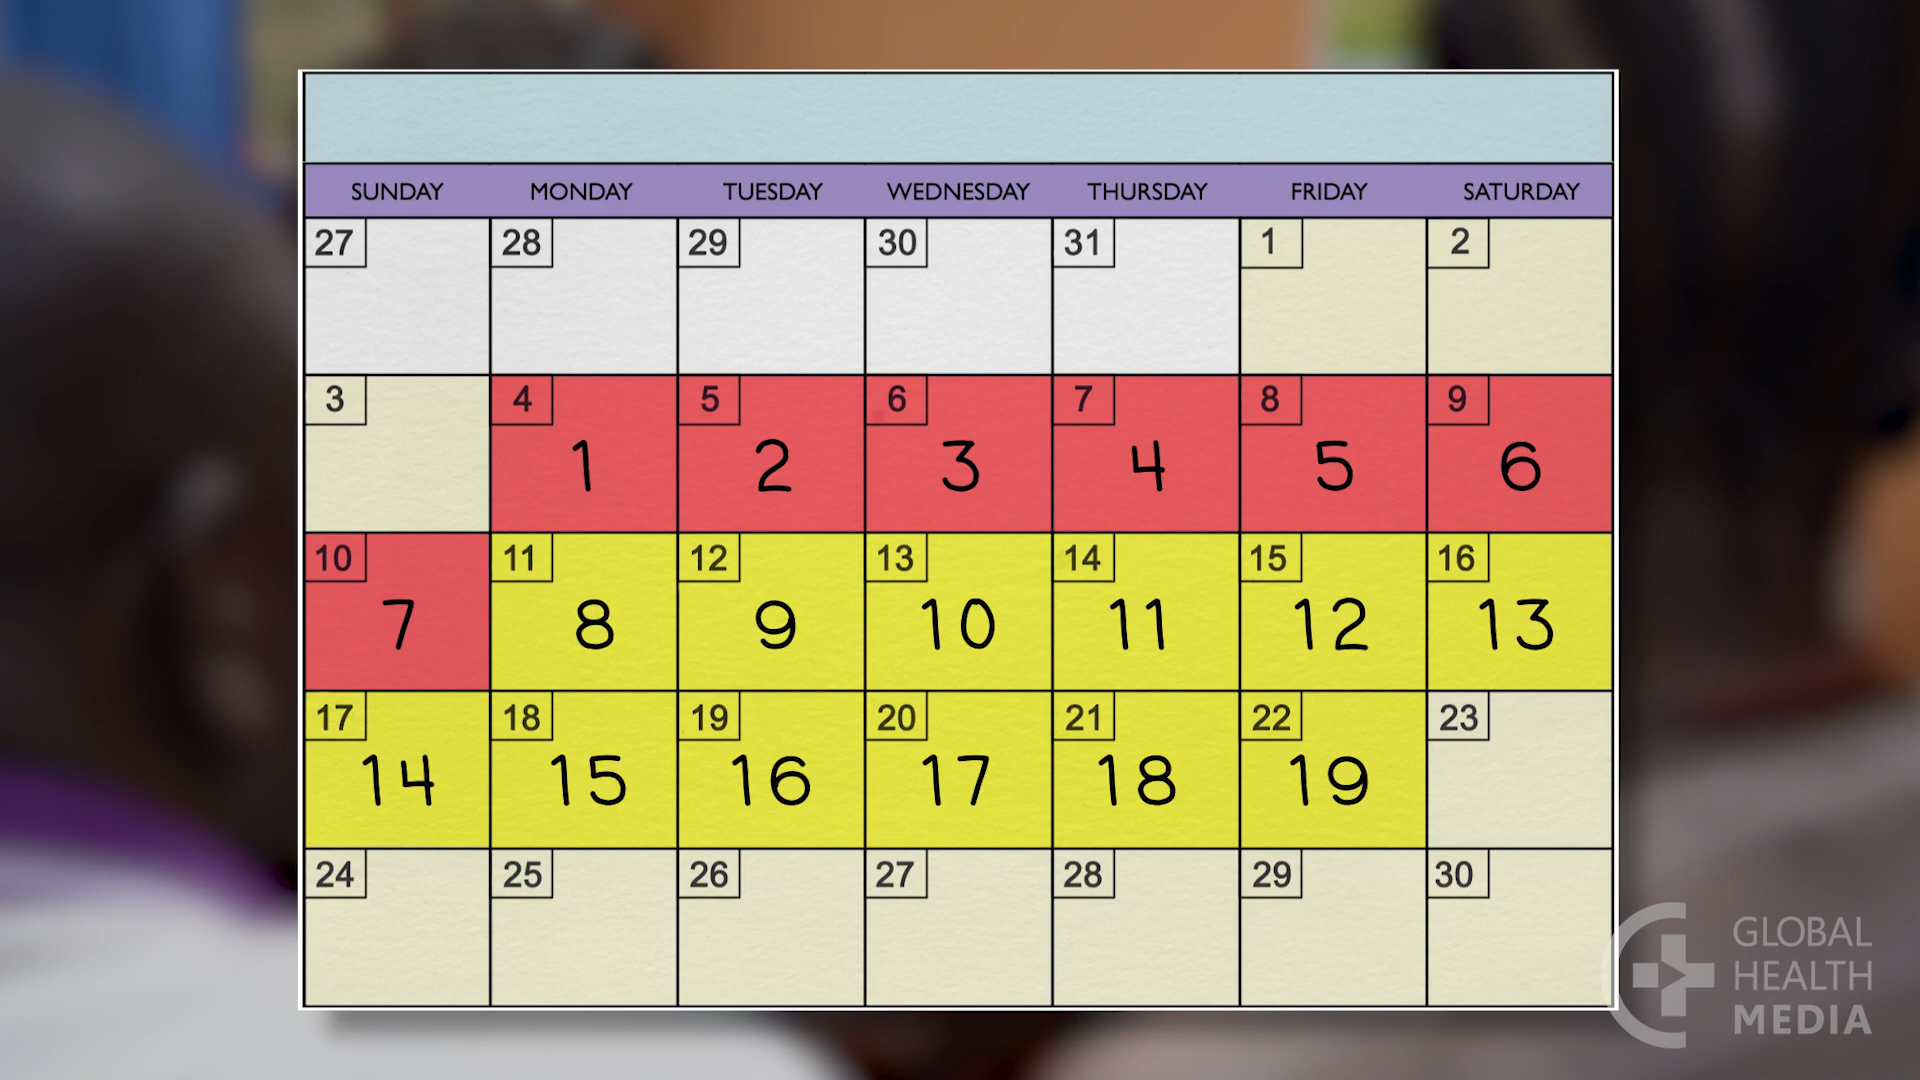 SUNDAY MONDAY TUESDAY WEDNESDAY THURSDAY FRIDAY SATURDAY
27 28 29 30 31 1 2
3 4 5 6 7 8 9
1 2 3 4 5 6
10 11 12 13 14 15 16
7 8 9 10 11 12 13
17 18 19 20 21 22 23
14 15 16 17 18 19
24 25 26 27 28 29 30
GLOBAL
HEALTH
MEDIA